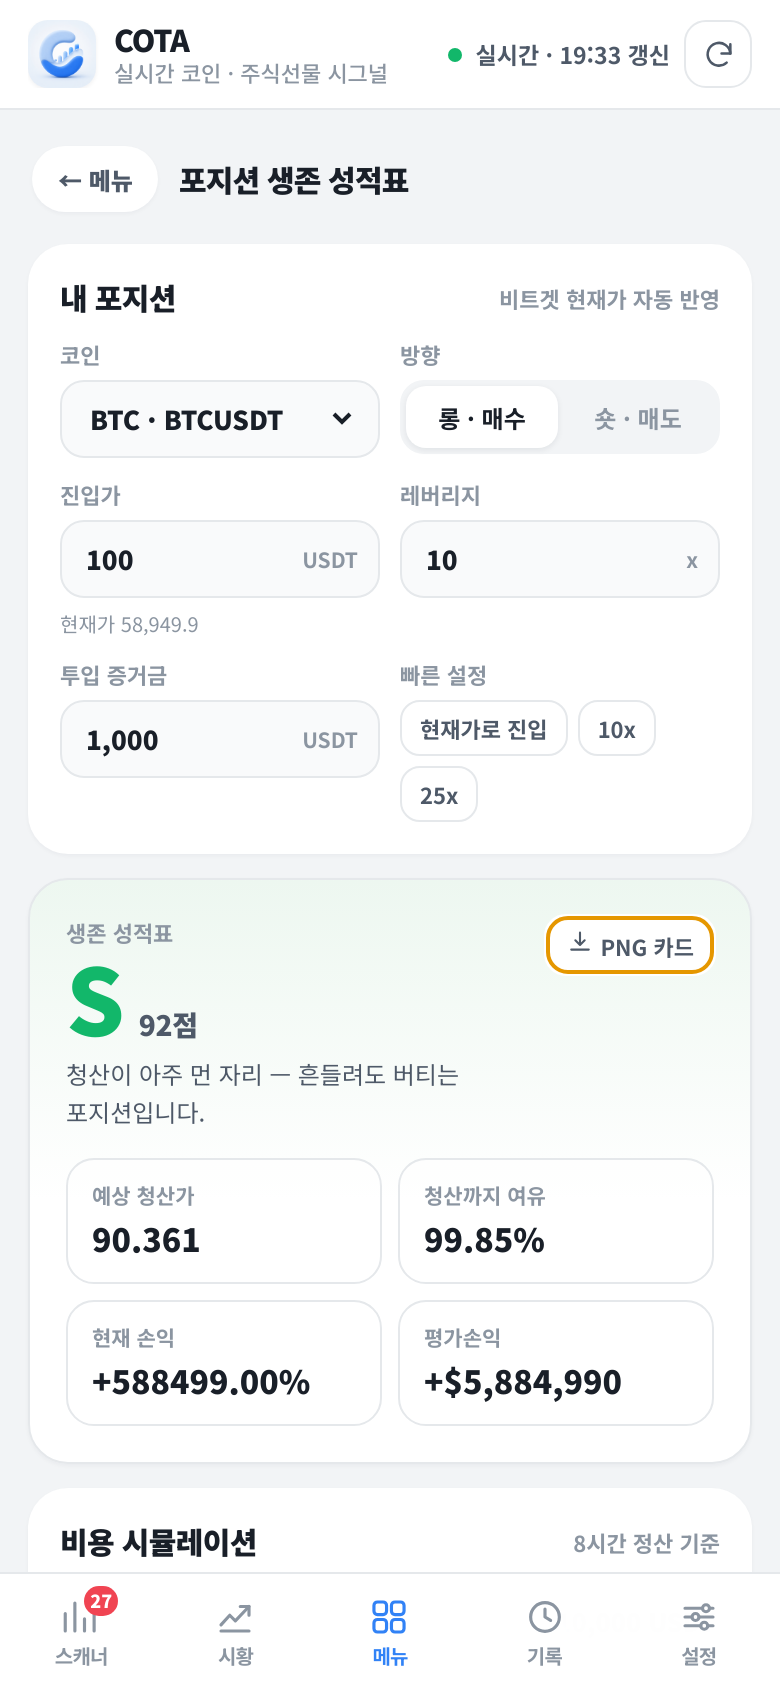 COTA
실시간 코인 · 주식선물 시그널
실시간 · 19:33 갱신
← 메뉴
포지션 생존 성적표
내 포지션
비트겟 현재가 자동 반영
코인
방향
BTC · BTCUSDT
롱 · 매수
숏 · 매도
진입가
레버리지
100 USDT
10 x
현재가 58,949.9
투입 증거금
빠른 설정
1,000 USDT
현재가로 진입
10x
25x
생존 성적표
PNG 카드
S 92점
청산이 아주 먼 자리 — 흔들려도 버티는
포지션입니다.
예상 청산가
90.361
청산까지 여유
99.85%
현재 손익
+588499.00%
평가손익
+$5,884,990
비용 시뮬레이션
8시간 정산 기준
27
스캐너
시황
메뉴
기록
설정